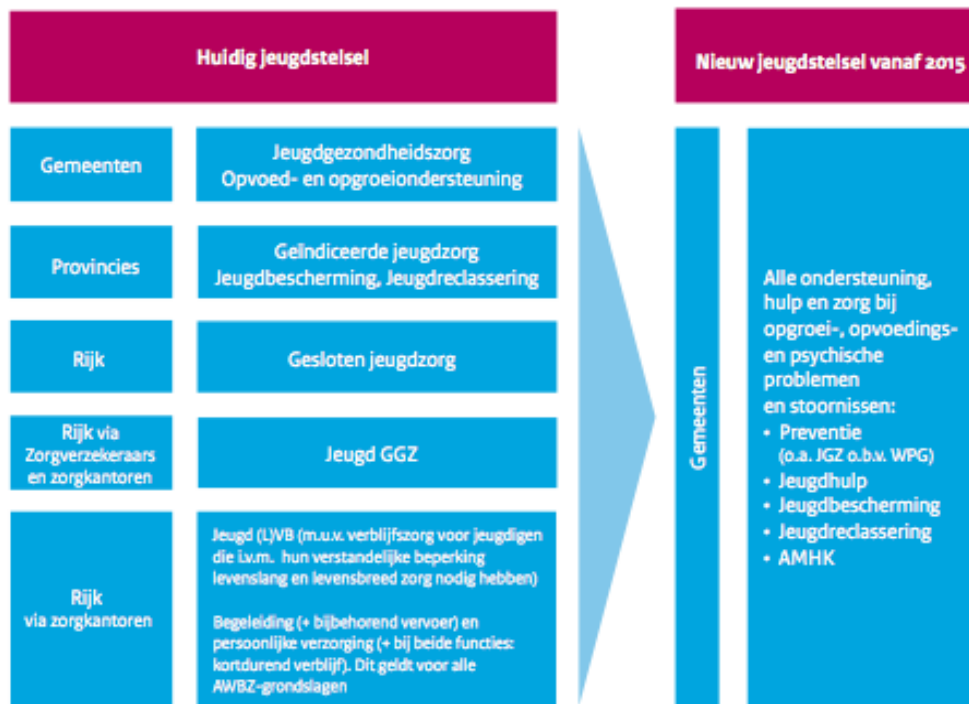 Huidig jeugdstelsel
Nieuw jeugdstelsel vanaf 2015
Gemeenten
Jeugdgezondheidszorg
Opvoed- en opgroeiondersteuning
Provincies
Geïndiceerde jeugdzorg
Jeugdbescherming, Jeugdreclassering
Rijk
Gesloten jeugdzorg
Rijk via
Zorgverzekeraars
en zorgkantoren
Jeugd GGZ
Rijk
via zorgkantoren
Jeugd (L)VB (m.u.v. verblijfszorg voor jeugdigen
die i.v.m. hun verstandelijke beperking
levenslang en levensbreed zorg nodig hebben)
Begeleiding (+ bijbehorend vervoer) en
persoonlijke verzorging (+ bij beide functies:
kortdurend verblijf). Dit geldt voor alle
AWBZ-grondslagen
Gemeenten
Alle ondersteuning,
hulp en zorg bij
opgroei-, opvoedings-
en psychische
problemen
en stoornissen:
• Preventie
(o.a. JGZ o.b.v. WPG)
• Jeugdhulp
• Jeugdbescherming
• Jeugdreclassering
• AMHK